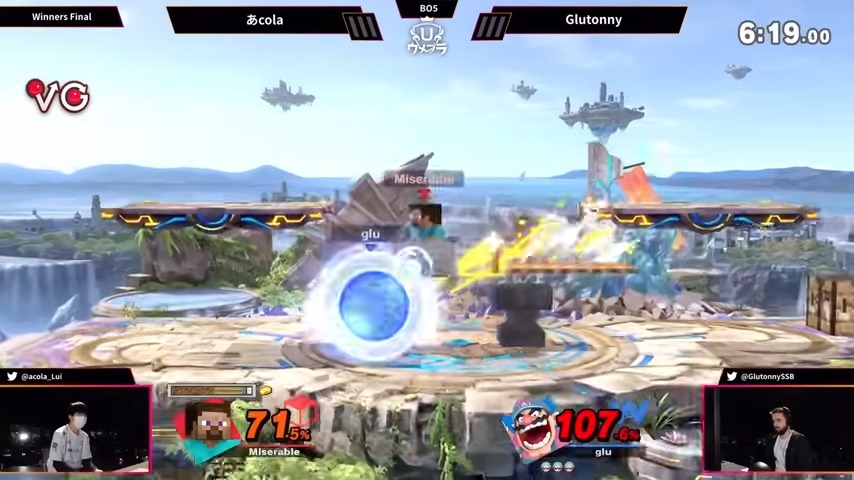 Winners Final
あcola
BO5
Glutonny
6:19.00
U
ウメブラ
VG
Miserable
glu
@acola_Lui
@GlutonnySSB
71.5%
107.6%
Miserable
glu